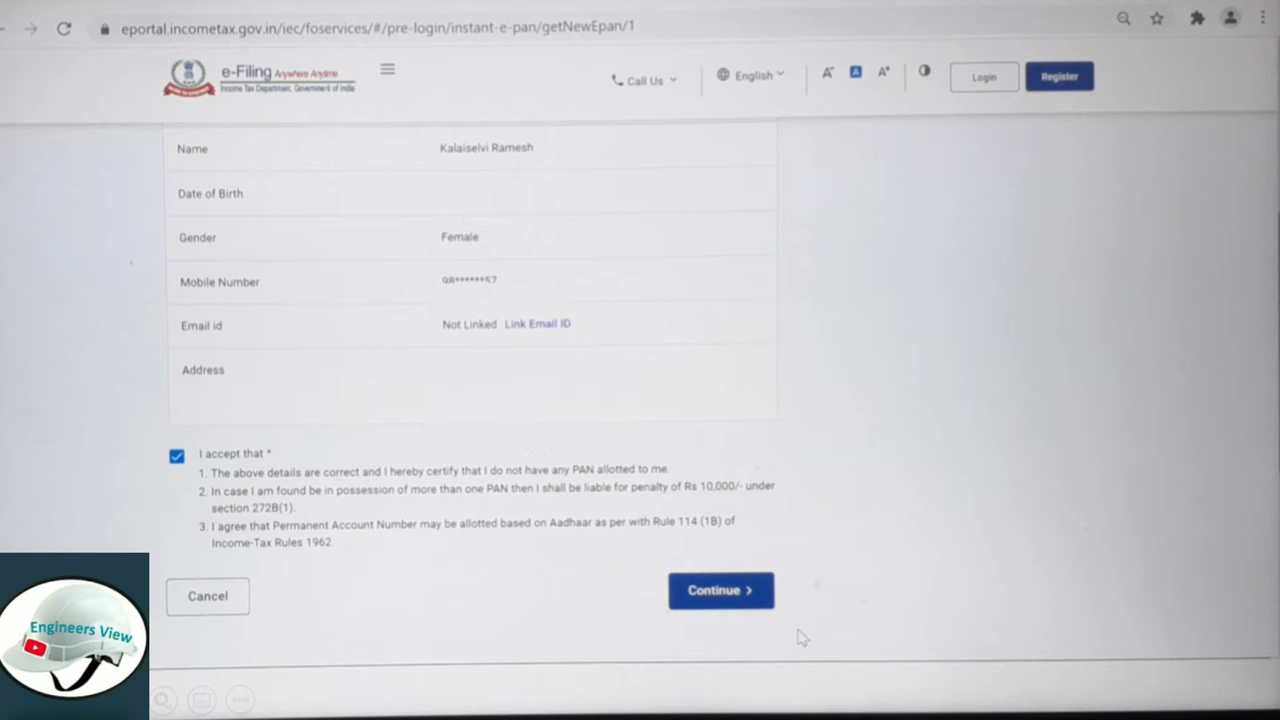 eportal.incometax.gov.in/iec/foservices/#/pre-login/instant-e-pan/getNewEpan/1
e-Filing Anywhere Anytime
Income Tax Department, Government of India
Call Us
English
A-
A
A+
Login
Register
Name Kalaiselvi Ramesh
Date of Birth
Gender Female
Mobile Number 98******57
Email id Not Linked Link Email ID
Address
I accept that *
1. The above details are correct and I hereby certify that I do not have any PAN allotted to me.
2. In case I am found be in possession of more than one PAN then I shall be liable for penalty of Rs 10,000/- under
section 272B(1).
3. I agree that Permanent Account Number may be allotted based on Aadhaar as per with Rule 114 (1B) of
Income-Tax Rules 1962.
Cancel
Continue >
Engineers View